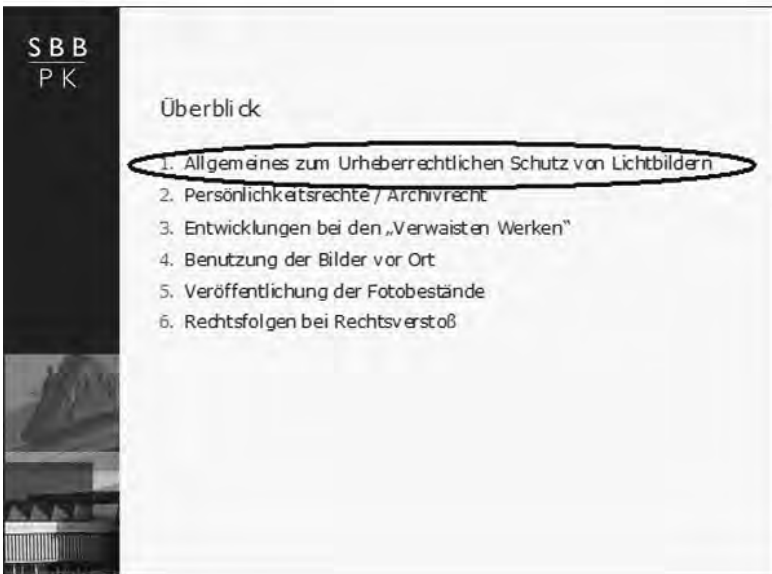 SBB
PK
Überblick
1. Allgemeines zum Urheberrechtlichen Schutz von Lichtbildern
2. Persönlichkeitsrechte / Archivrecht
3. Entwicklungen bei den „Verwaisten Werken“
4. Benutzung der Bilder vor Ort
5. Veröffentlichung der Fotobestände
6. Rechtsfolgen bei Rechtsverstoß